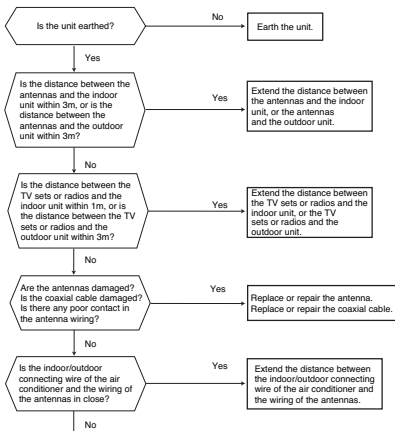 Is the unit earthed?
No
Earth the unit.
Yes
Is the distance between the
antennas and the indoor
unit within 3m, or is the
distance between the
antennas and the outdoor
unit within 3m?
Yes
Extend the distance between
the antennas and the indoor
unit, or the antennas
and the outdoor unit.
No
Is the distance between the
TV sets or radios and the
indoor unit within 1m, or is
the distance between the TV
sets or radios and the
outdoor unit within 3m?
Yes
Extend the distance between
the TV sets or radios and the
indoor unit, or the TV
sets or radios and the
outdoor unit.
No
Are the antennas damaged?
Is the coaxial cable damaged?
Is there any poor contact in
the antenna wiring?
Yes
Replace or repair the antenna.
Replace or repair the coaxial cable.
No
Is the indoor/outdoor
connecting wire of the air
conditioner and the wiring of
the antennas in close?
Yes
Extend the distance between
the indoor/outdoor connecting
wire of the air conditioner and
the wiring of the antennas.
No